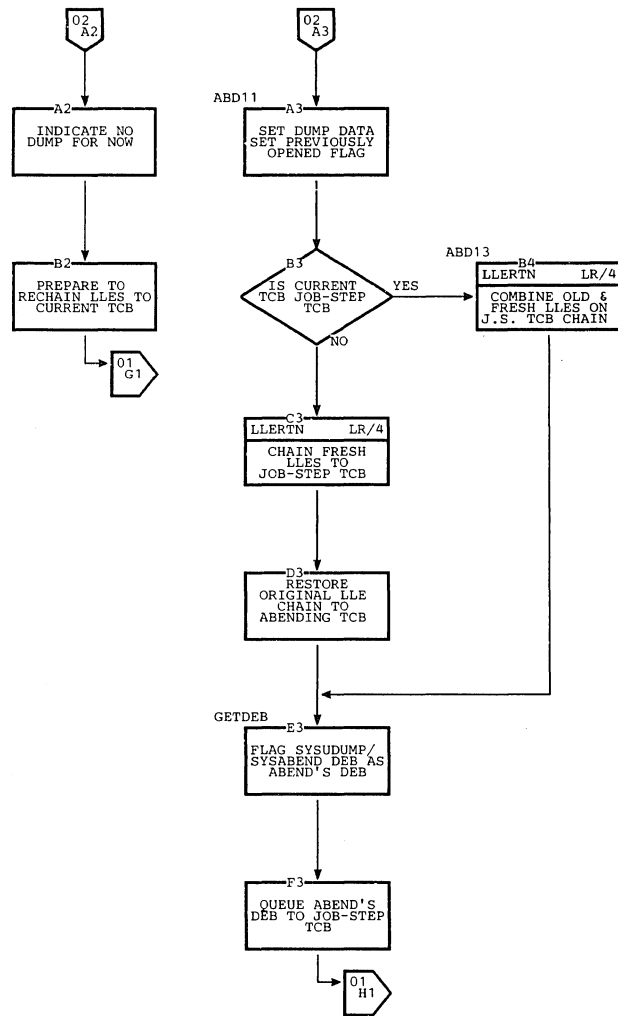 02
A2
A2
INDICATE NO
DUMP FOR NOW
B2
PREPARE TO
RECHAIN LLES TO
CURRENT TCB
01
G1
02
A3
ABD11
A3
SET DUMP DATA
SET PREVIOUSLY
OPENED FLAG
B3
IS CURRENT
TCB JOB-STEP
TCB
YES
NO
ABD13
B4
LLERTN LR/4
COMBINE OLD &
FRESH LLES ON
J.S. TCB CHAIN
C3
LLERTN LR/4
CHAIN FRESH
LLES TO
JOB-STEP TCB
D3
RESTORE
ORIGINAL LLE
CHAIN TO
ABENDING TCB
GETDEB
E3
FLAG SYSUDUMP/
SYSABEND DEB AS
ABEND'S DEB
F3
QUEUE ABEND'S
DEB TO JOB-STEP
TCB
01
H1